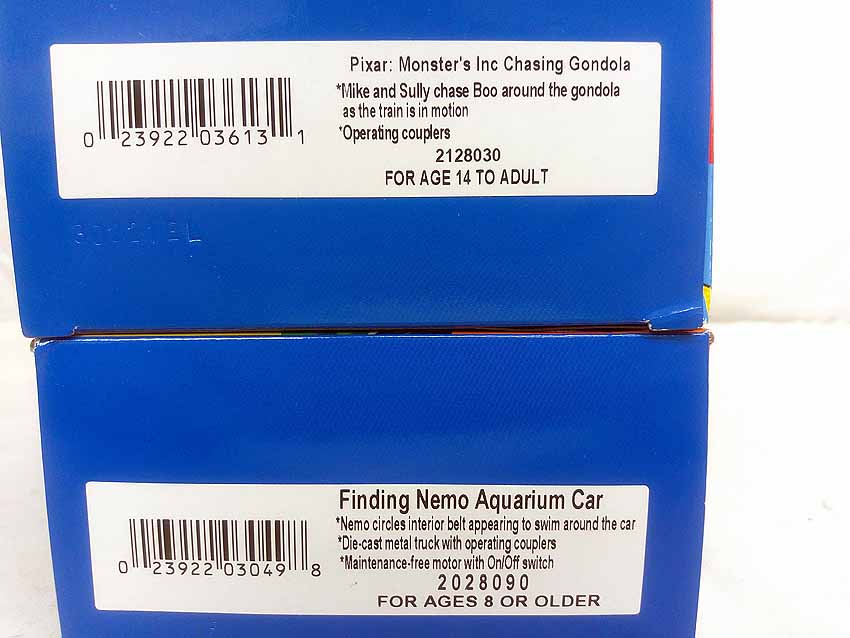 Pixar: Monster's Inc Chasing Gondola
*Mike and Sully chase Boo around the gondola
as the train is in motion
*Operating couplers
2128030
FOR AGE 14 TO ADULT
0 23922 03613 1
Finding Nemo Aquarium Car
*Nemo circles interior belt appearing to swim around the car
*Die-cast metal truck with operating couplers
*Maintenance-free motor with On/Off switch
2028090
FOR AGES 8 OR OLDER
0 23922 03049 8